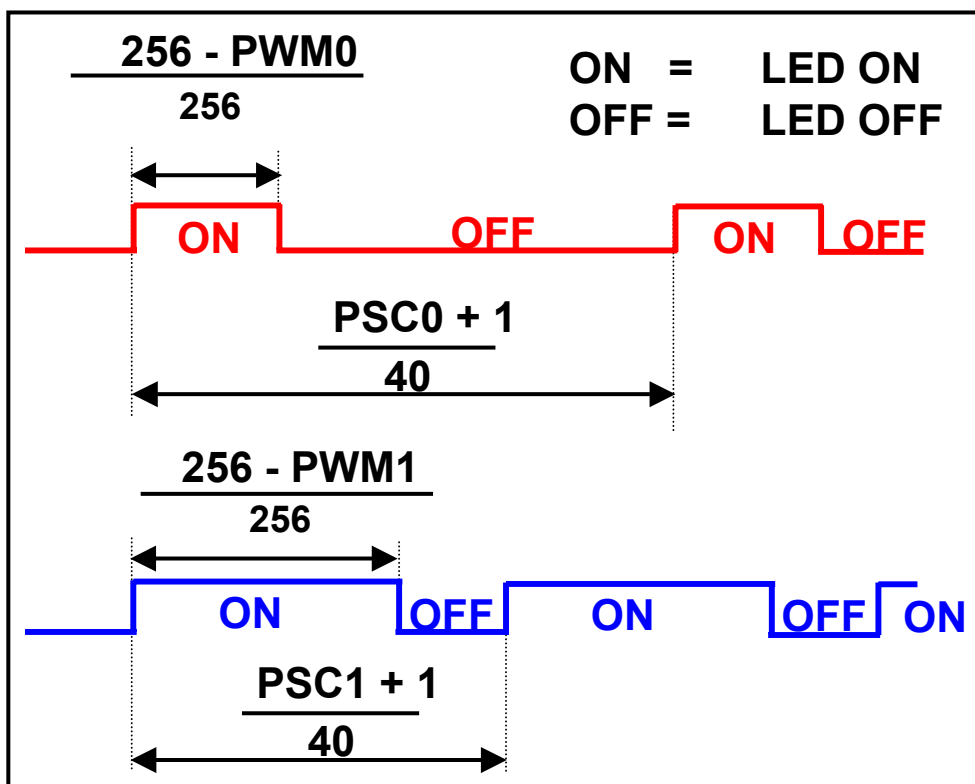 256 - PWM0
256
ON = LED ON
OFF = LED OFF
ON OFF ON OFF
PSC0 + 1
40
256 - PWM1
256
ON OFF ON OFF ON
PSC1 + 1
40